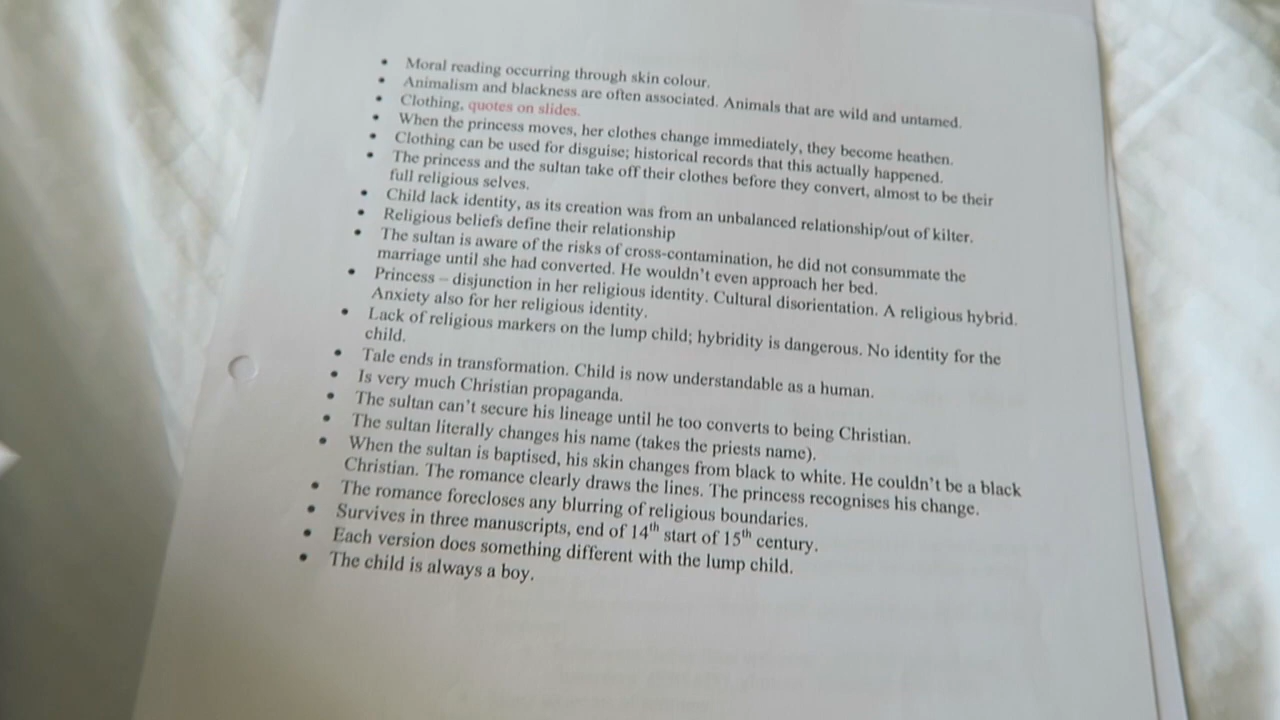 • Moral reading occurring through skin colour.
• Animalism and blackness are often associated. Animals that are wild and untamed.
• Clothing, quotes on slides.
• When the princess moves, her clothes change immediately, they become heathen.
• Clothing can be used for disguise; historical records that this actually happened.
• The princess and the sultan take off their clothes before they convert, almost to be their
full religious selves.
• Child lack identity, as its creation was from an unbalanced relationship/out of kilter.
• Religious beliefs define their relationship
• The sultan is aware of the risks of cross-contamination, he did not consummate the
marriage until she had converted. He wouldn't even approach her bed.
• Princess – disjunction in her religious identity. Cultural disorientation. A religious hybrid.
Anxiety also for her religious identity.
• Lack of religious markers on the lump child; hybridity is dangerous. No identity for the
child.
• Tale ends in transformation. Child is now understandable as a human.
• Is very much Christian propaganda.
• The sultan can't secure his lineage until he too converts to being Christian.
• The sultan literally changes his name (takes the priests name).
• When the sultan is baptised, his skin changes from black to white. He couldn't be a black
Christian. The romance clearly draws the lines. The princess recognises his change.
• The romance forecloses any blurring of religious boundaries.
• Survives in three manuscripts, end of 14th start of 15th century.
• Each version does something different with the lump child.
• The child is always a boy.